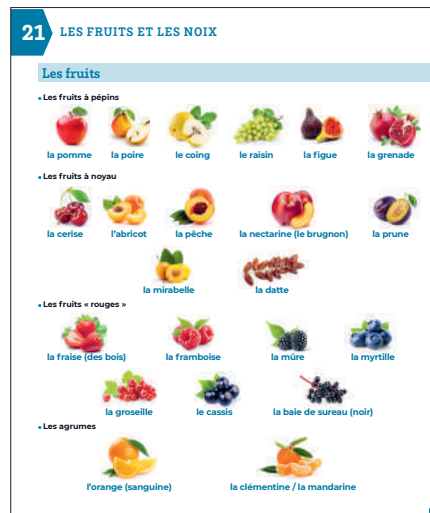 21 LES FRUITS ET LES NOIX
Les fruits
▪ Les fruits à pépins
la pomme la poire le coing le raisin la figue la grenade
▪ Les fruits à noyau
la cerise l'abricot la pêche la nectarine (le brugnon) la prune
la mirabelle la datte
▪ Les fruits « rouges »
la fraise (des bois) la framboise la mûre la myrtille
la groseille le cassis la baie de sureau (noir)
▪ Les agrumes
l'orange (sanguine) la clémentine / la mandarine